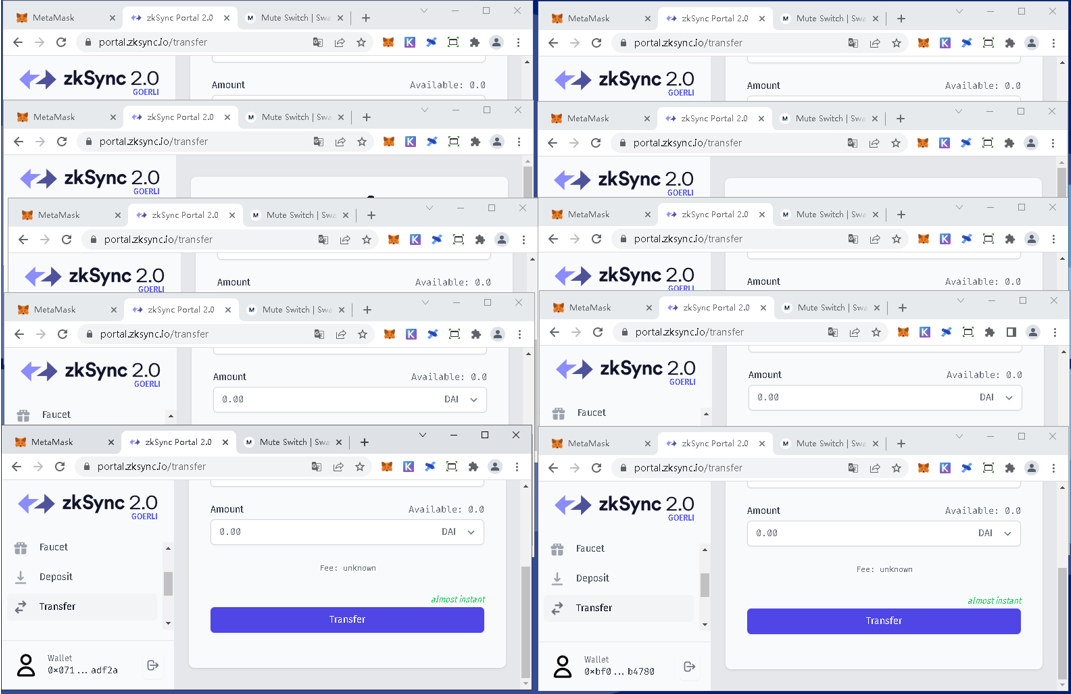 MetaMask zkSync Portal 2.0 Mute Switch | Swa
portal.zksync.io/transfer
zkSync 2.0
GOERLI
Amount Available: 0.0
MetaMask zkSync Portal 2.0 Mute Switch | Swa
portal.zksync.io/transfer
zkSync 2.0
GOERLI
MetaMask zkSync Portal 2.0 Mute Switch | Swa
portal.zksync.io/transfer
zkSync 2.0
GOERLI
Amount Available: 0.0
MetaMask zkSync Portal 2.0 Mute Switch | Swa
portal.zksync.io/transfer
zkSync 2.0
GOERLI
Amount Available: 0.0
0.00 DAI
Faucet
MetaMask zkSync Portal 2.0 Mute Switch | Swa
portal.zksync.io/transfer
zkSync 2.0
GOERLI
Amount Available: 0.0
0.00 DAI
Faucet
Fee: unknown
Deposit
almost instant
Transfer
Transfer
Wallet
0×071...adf2a
MetaMask zkSync Portal 2.0 Mute Switch | Swa
portal.zksync.io/transfer
zkSync 2.0
GOERLI
Amount Available: 0.0
MetaMask zkSync Portal 2.0 Mute Switch | Swa
portal.zksync.io/transfer
zkSync 2.0
GOERLI
MetaMask zkSync Portal 2.0 Mute Switch | Swa
portal.zksync.io/transfer
zkSync 2.0
GOERLI
Amount Available: 0.0
MetaMask zkSync Portal 2.0 Mute Switch | Swa
portal.zksync.io/transfer
zkSync 2.0
GOERLI
Amount Available: 0.0
0.00 DAI
Faucet
MetaMask zkSync Portal 2.0 Mute Switch | Swa
portal.zksync.io/transfer
zkSync 2.0
GOERLI
Amount Available: 0.0
0.00 DAI
Faucet
Fee: unknown
Deposit
almost instant
Transfer
Transfer
Wallet
0×bf0...b4780